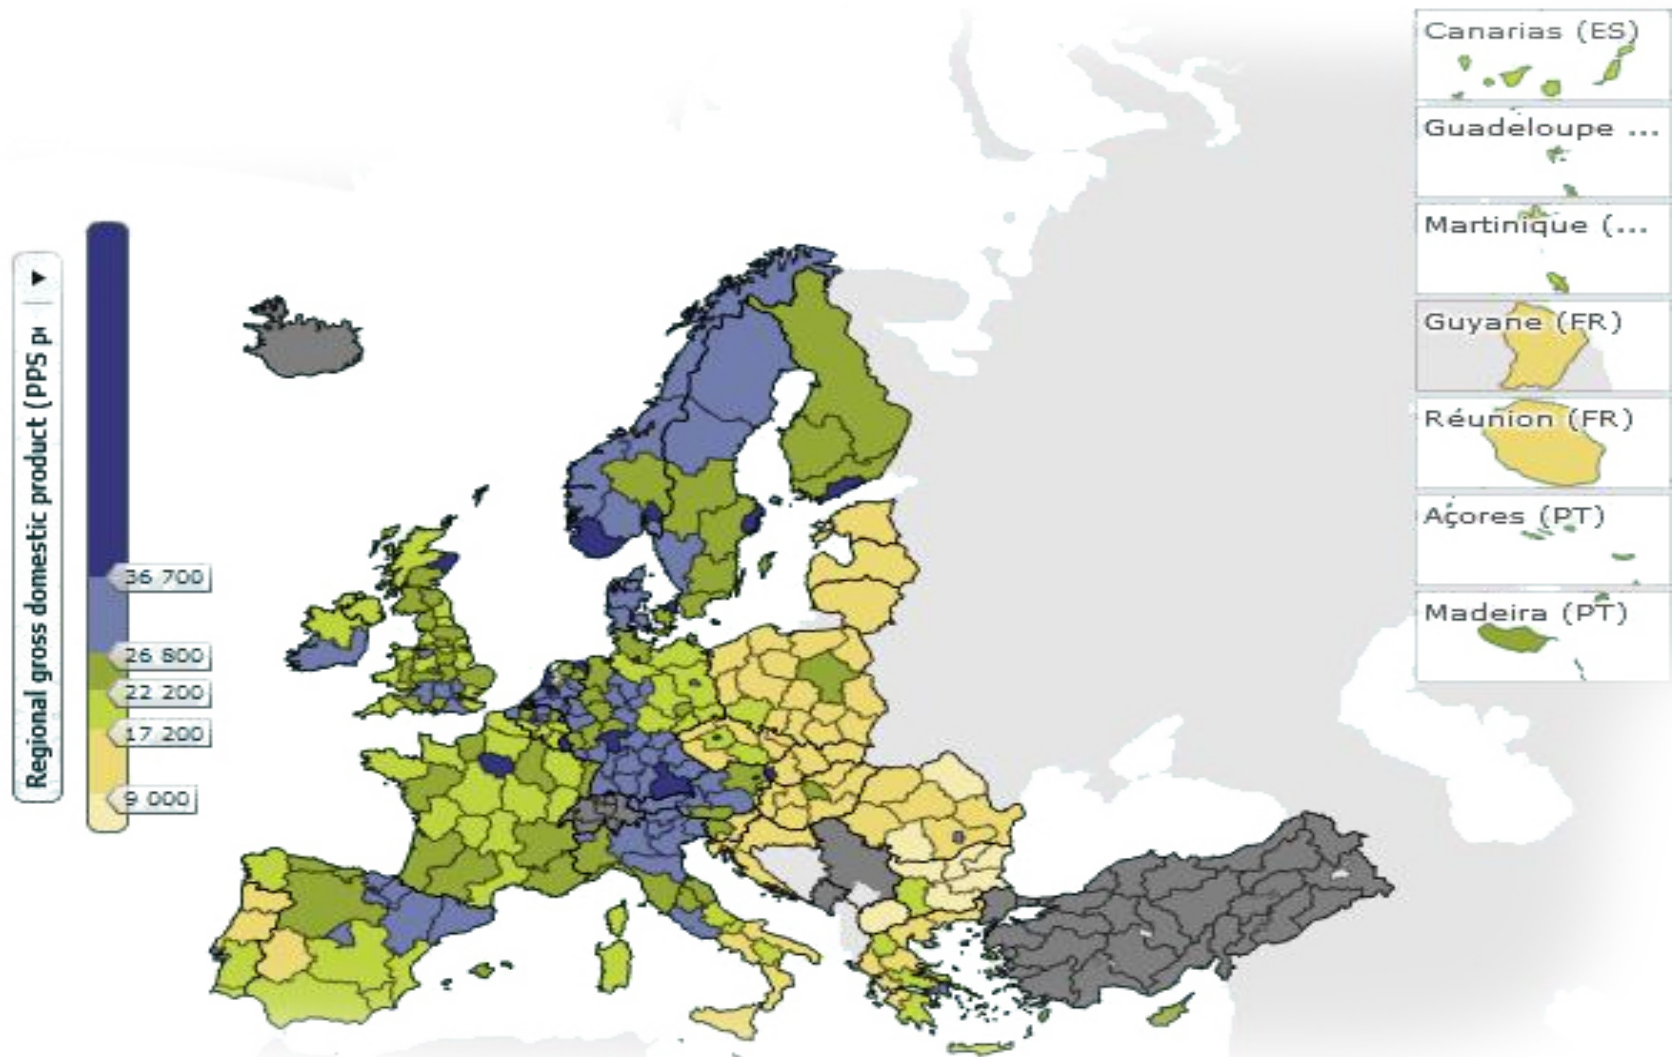 Regional gross domestic product (PPS pe
36 700
26 800
22 200
17 200
9 000
Canarias (ES)
Guadeloupe ...
Martinique (...
Guyane (FR)
Réunion (FR)
Açores (PT)
Madeira (PT)